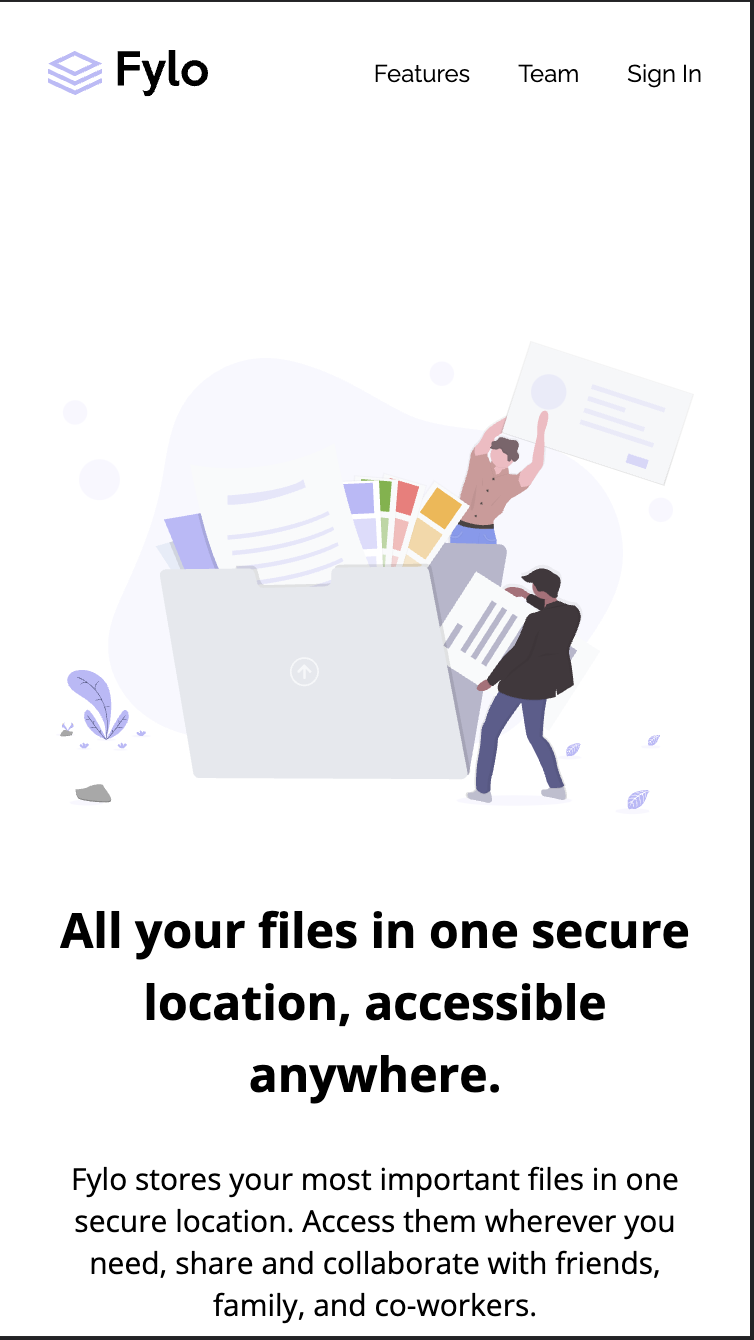 Fylo Features Team Sign In
All your files in one secure
location, accessible
anywhere.
Fylo stores your most important files in one
secure location. Access them wherever you
need, share and collaborate with friends,
family, and co-workers.